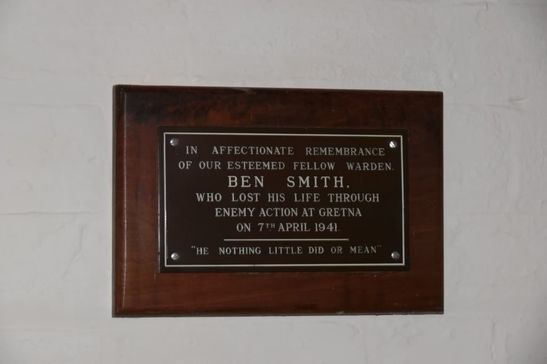 IN AFFECTIONATE REMEMBRANCE
OF OUR ESTEEMED FELLOW WARDEN.
BEN SMITH.
WHO LOST HIS LIFE THROUGH
ENEMY ACTION AT GRETNA
ON 7TH APRIL 1941.
"HE NOTHING LITTLE DID OR MEAN"